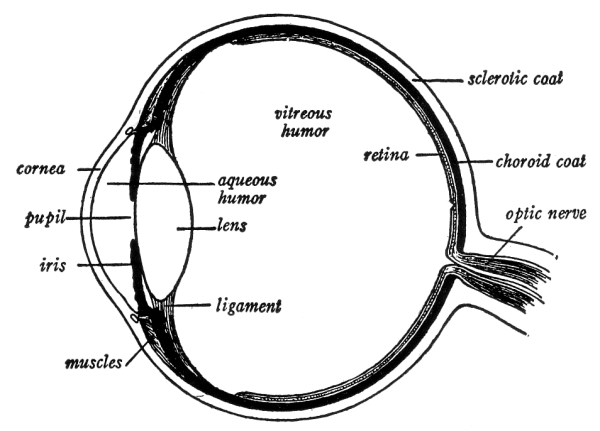 sclerotic coat
vitreous
humor
retina
choroid coat
cornea
aqueous
humor
pupil
lens
optic nerve
iris
ligament
muscles